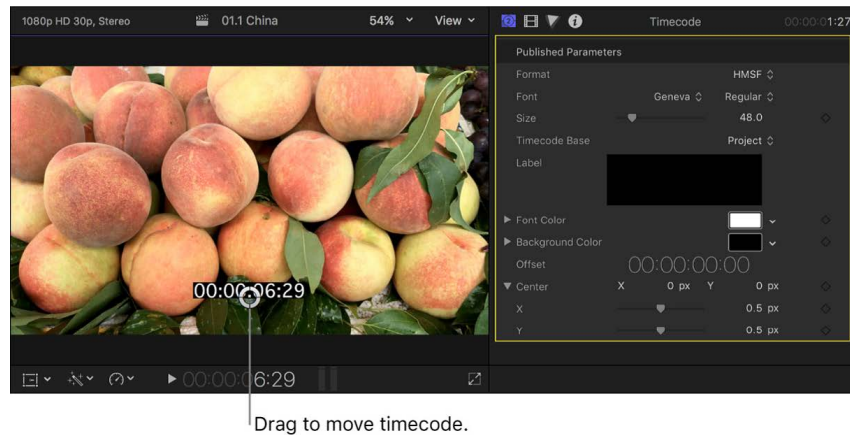 1080p HD 30p, Stereo
01.1 China
54%
View
Timecode
00:00:01:27
Published Parameters
Format
HMSF
Font
Geneva
Regular
Size
48.0
Timecode Base
Project
Label
Font Color
Background Color
Offset
00:00:00:00
Center
X
0 px
Y
0 px
X
0.5 px
Y
0.5 px
00:00:06:29
00:00:06:29
Drag to move timecode.